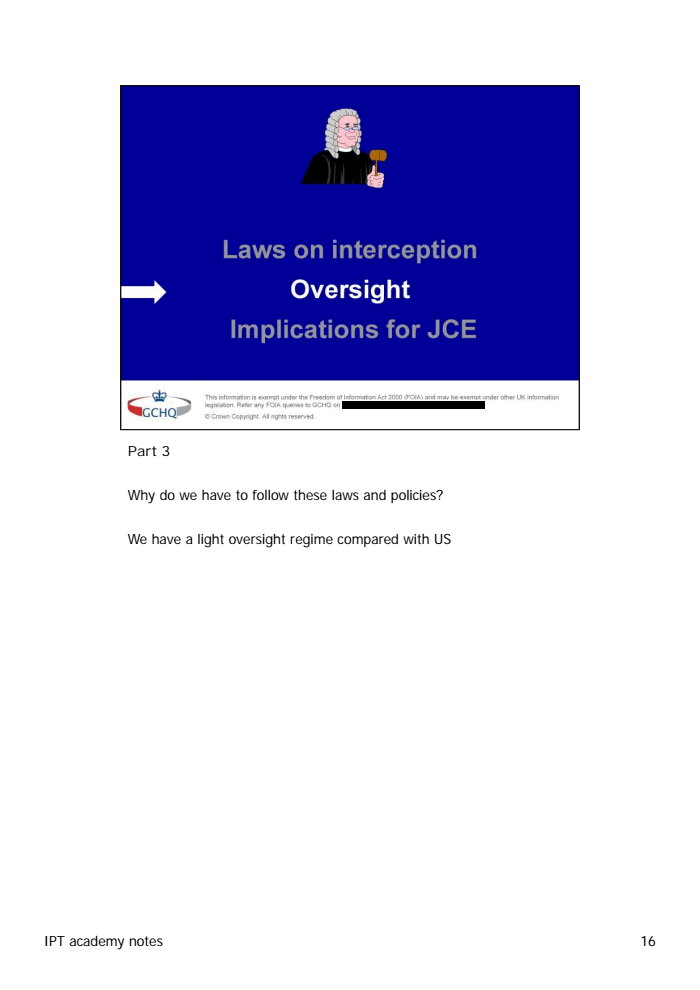 Laws on interception
Oversight
Implications for JCE
GCHQ
This information is exempt under the Freedom of Information Act 2000 (FOIA) and may be exempt under other UK information
legislation. Refer any FOIA queries to GCHQ on
© Crown Copyright. All rights reserved.
Part 3
Why do we have to follow these laws and policies?
We have a light oversight regime compared with US
IPT academy notes
16